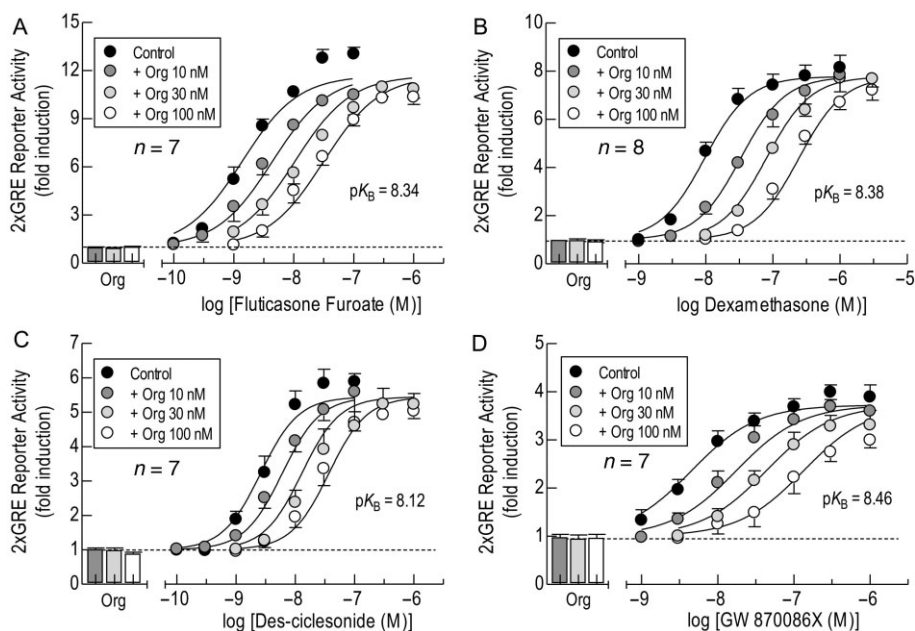 A
2xGRE Reporter Activity
(fold induction)
15
12
9
6
3
0
Control
+ Org 10 nM
+ Org 30 nM
+ Org 100 nM
n = 7
pKB = 8.34
Org
−10
−9
−8
−7
−6
log [Fluticasone Furoate (M)]
B
2xGRE Reporter Activity
(fold induction)
10
8
6
4
2
0
Control
+ Org 10 nM
+ Org 30 nM
+ Org 100 nM
n = 8
pKB = 8.38
Org
−9
−8
−7
−6
−5
log Dexamethasone (M)]
C
2xGRE Reporter Activity
(fold induction)
7
6
5
4
3
2
1
0
Control
+ Org 10 nM
+ Org 30 nM
+ Org 100 nM
n = 7
pKB = 8.12
Org
−10
−9
−8
−7
−6
log [Des-ciclesonide (M)]
D
2xGRE Reporter Activity
(fold induction)
5
4
3
2
1
0
Control
+ Org 10 nM
+ Org 30 nM
+ Org 100 nM
n = 7
pKB = 8.46
Org
−9
−8
−7
−6
log [GW 870086X (M)]